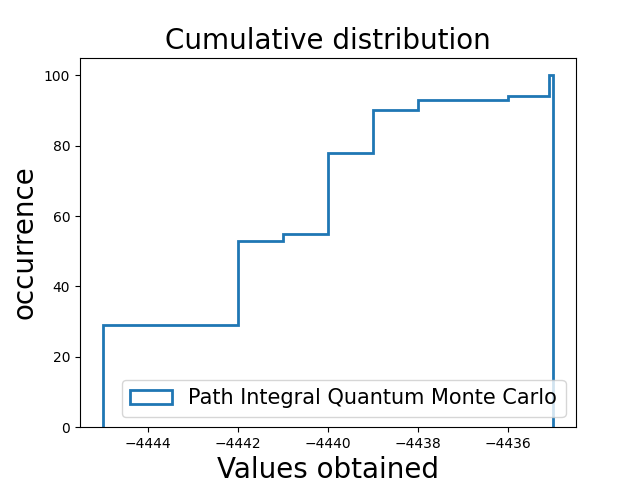 Cumulative distribution
occurrence
100
80
60
40
20
0
Path Integral Quantum Monte Carlo
−4444 −4442 −4440 −4438 −4436
Values obtained